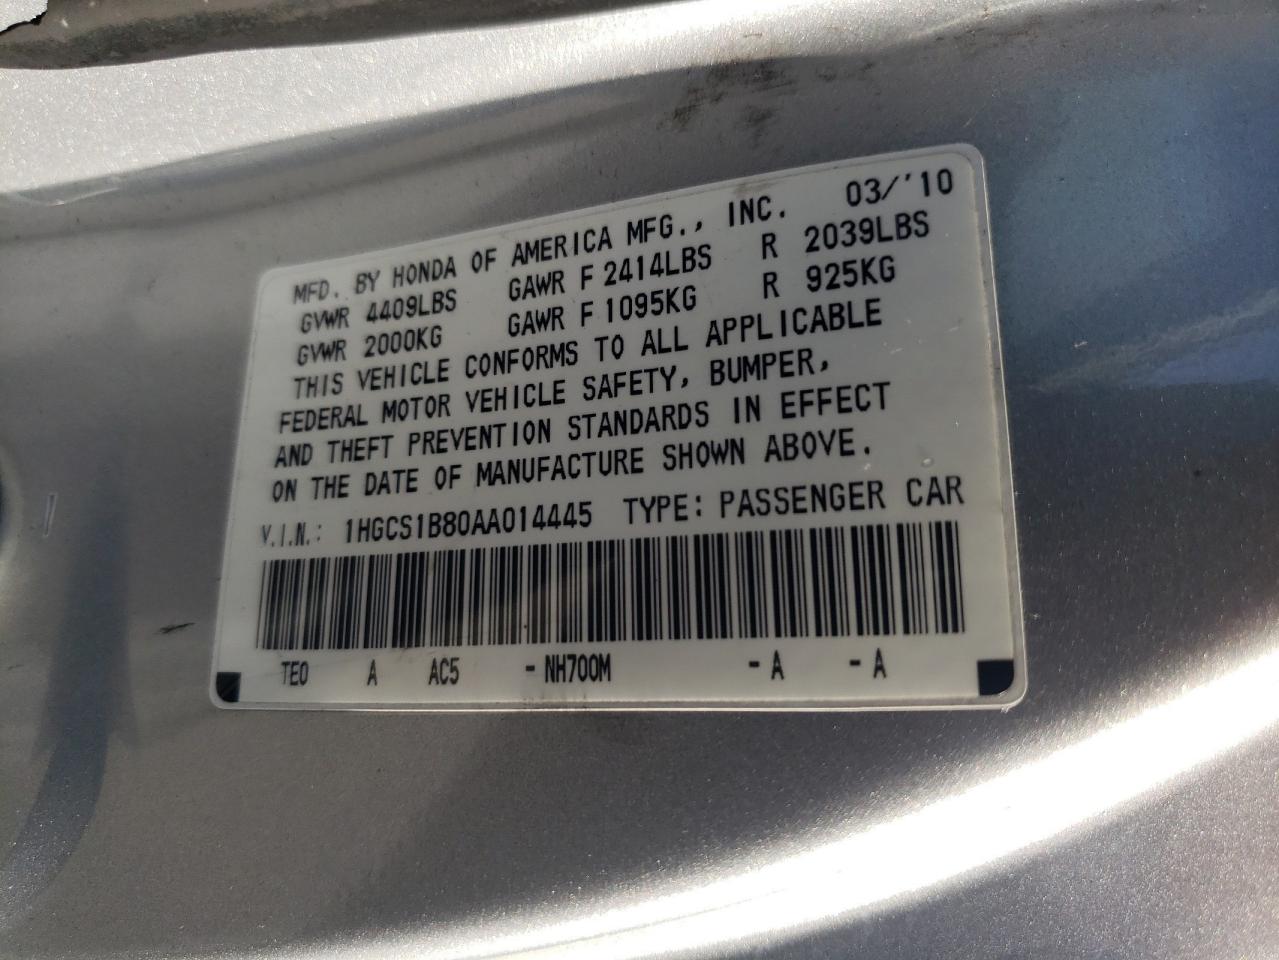 MFD. BY HONDA OF AMERICA MFG., INC. 03/'10
GVWR 4409LBS GAWR F 2414LBS R 2039LBS
GVWR 2000KG GAWR F 1095KG R 925KG
THIS VEHICLE CONFORMS TO ALL APPLICABLE
FEDERAL MOTOR VEHICLE SAFETY, BUMPER,
AND THEFT PREVENTION STANDARDS IN EFFECT
ON THE DATE OF MANUFACTURE SHOWN ABOVE.
V.I.N.: 1HGCS1B80AA014445 TYPE: PASSENGER CAR
TE0 A AC5 -NH700M -A -A